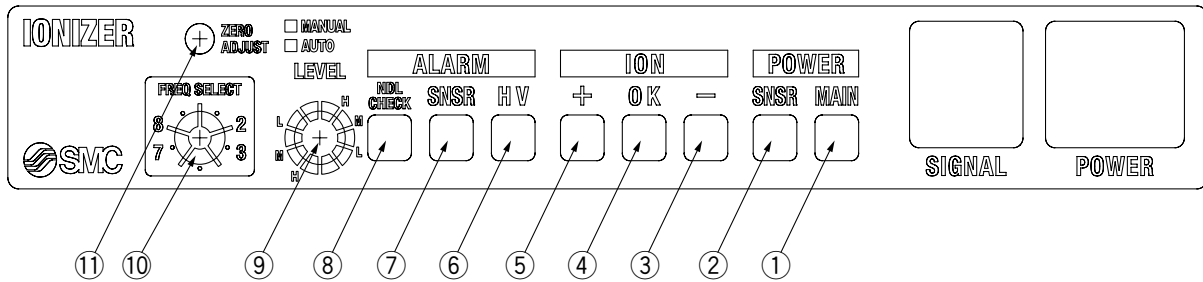 IONIZER
ZERO
ADJUST
MANUAL
AUTO
LEVEL
ALARM
ION
POWER
FREQ SELECT
NDL
CHECK
SNSR
HV
+
OK
−
SNSR
MAIN
8
2
7
3
L
H
M
M
L
H
SMC
SIGNAL
POWER
⑪ ⑩ ⑨ ⑧ ⑦ ⑥ ⑤ ④ ③ ② ①